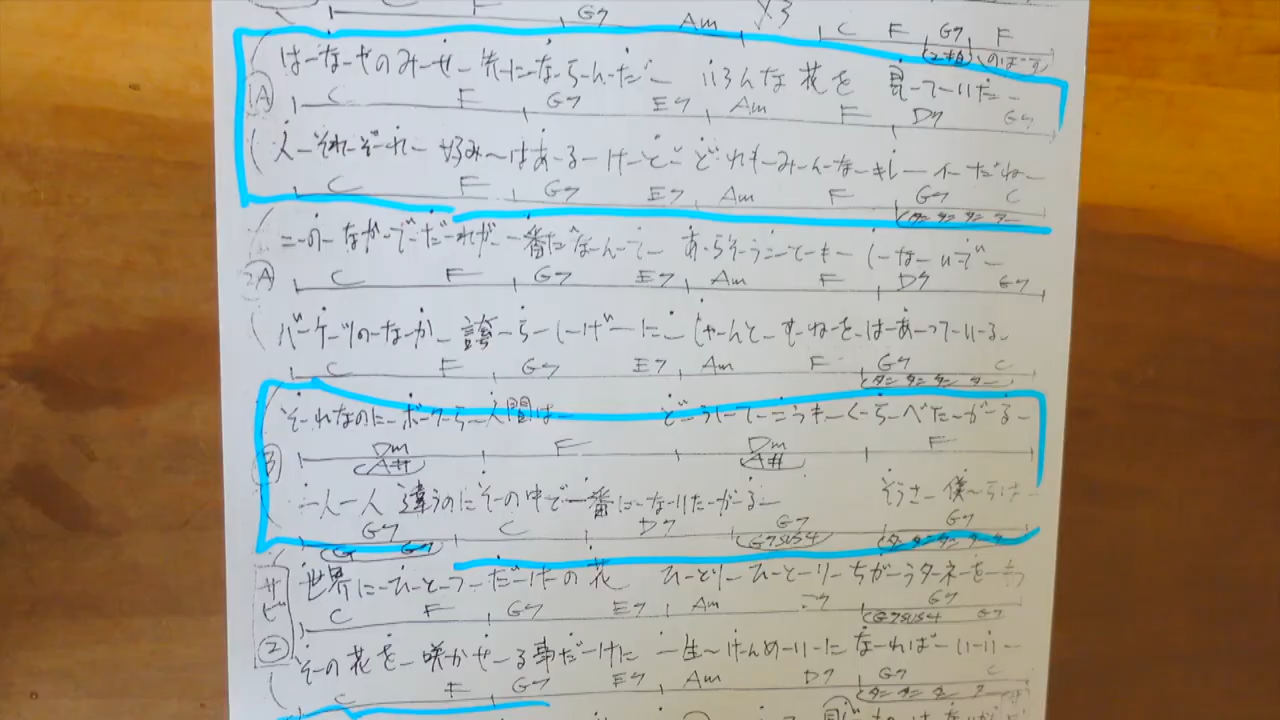 G7 Am ×3 C F G7 F
(2拍) のばーす
1A はーなーやのみーせー先にーなーらーんーだー いろんな 花を 見ーてーいたー
C F G7 E7 Am F D7 G7
人ーそれーぞーれー 好み〜はあーるーけーどー どーれもーみーんーなーキレーイーだねー
C F G7 E7 Am F G7 C
(ターターターター)
2A こーのーなかーでーだーれがー 一番だなーんーてー あーらそーうこーてーもー しーなーいーでー
C F G7 E7 Am F D7 G7
バーケーツのーなーかー 誇ーらーしーげーにー しゃーんとーむーねをーはーあーってーいーる
C F G7 E7 Am F G7 C
(ターターターター)
B そーれなのにーボークーらー人間はー どーうしーてーこうもーくーらーべたーがーるー
Dm F Dm F
(A#) (A#)
一人一人 違うのにその中で一番にーなーりたーがーるー そうさー 僕〜らは
G7 C D7 G7 G7
(G G7) (G7sus4) (ターターターター)
サビ② 世界にーひーとーつーだーけーの花 ひーとりーひーとーりーちがーうタネをー
C F G7 E7 Am G7
(G7sus4 G7)
そーの花をー咲かせーる事だーけに 一生〜けんめーいーに なーればーいーいー
C F G7 E7 Am D7 G7 C
(ターターターター)